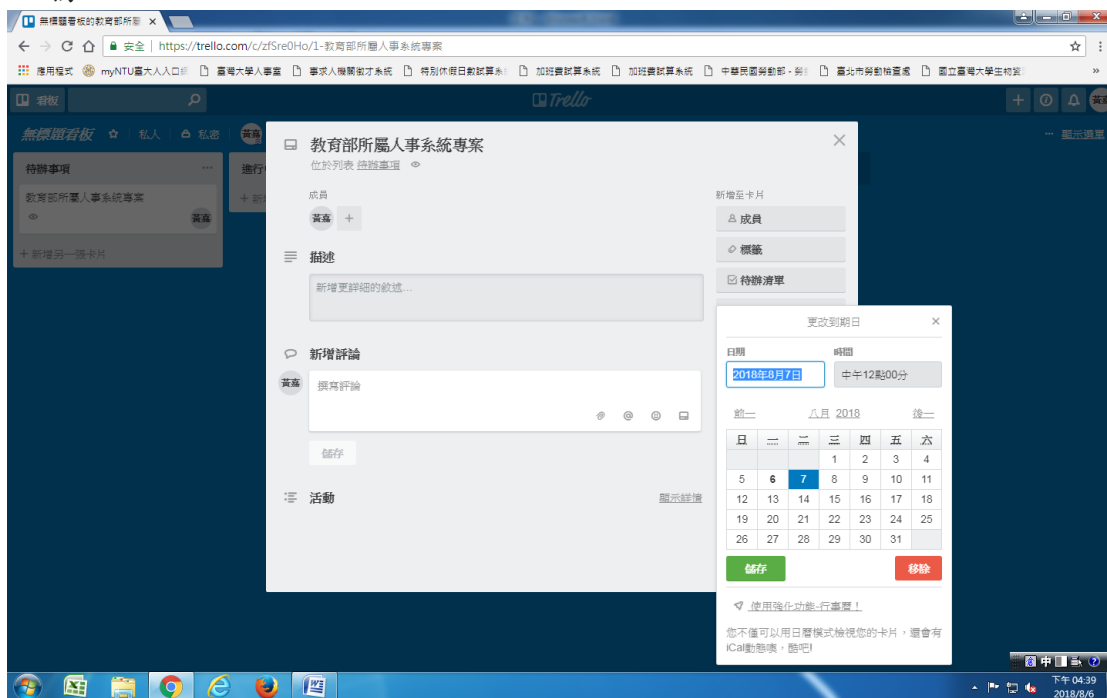 無標題看板的教育部所屬
安全 | https://trello.com/c/zfSre0Ho/1-教育部所屬人事系統專案
應用程式 myNTU臺大人入口網 臺灣大學人事室 事求人機關徵才系統 特別休假日數試算系統 加班費試算系統 加班費試算系統 中華民國勞動部 - 勞 臺北市勞動檢查處 國立臺灣大學生物資 »
看板 Trello 黃嘉
無標題看板 私人 私密 黃嘉 ... 顯示選單
待辦事項 ...
教育部所屬人事系統專案
黃嘉
+ 新增另一張卡片
進行
+ 新
教育部所屬人事系統專案
位於列表 待辦事項
成員
黃嘉 +
描述
新增更詳細的敘述...
新增評論
黃嘉 撰寫評論
儲存
活動 顯示詳情
新增至卡片
成員
標籤
待辦清單
更改到期日
日期 時間
2018年8月7日 中午12點00分
前一 八月 2018 後一
日 一 二 三 四 五 六
1 2 3 4
5 6 7 8 9 10 11
12 13 14 15 16 17 18
19 20 21 22 23 24 25
26 27 28 29 30 31
儲存 移除
使用強化功能-行事曆！
您不僅可以用日曆模式檢視您的卡片，還會有
iCal動態噢，酷吧!
中
下午 04:39
2018/8/6